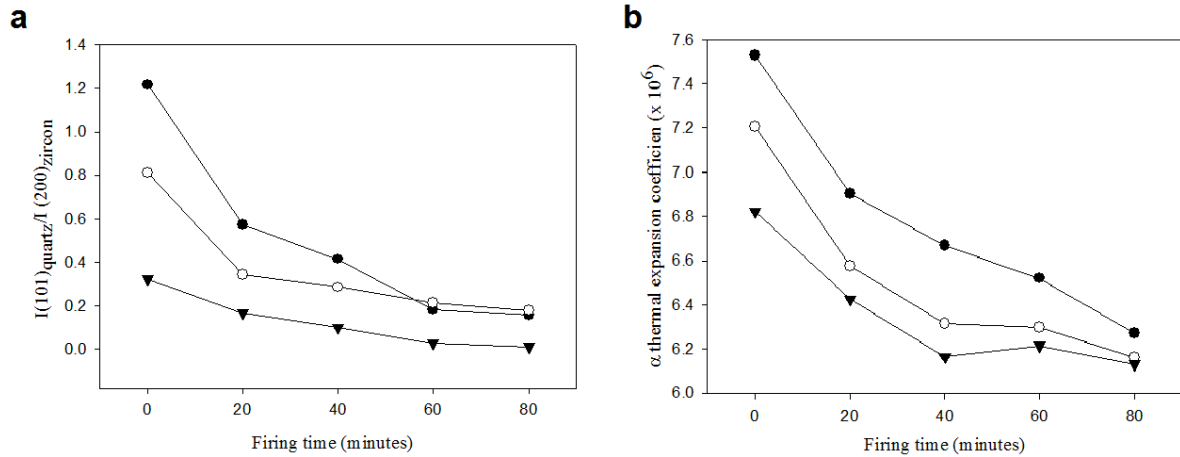 a
1.4
1.2
1.0
0.8
0.6
0.4
0.2
0.0
I(101)quartz/I (200)zircon
0 20 40 60 80
Firing time (minutes)
b
7.6
7.4
7.2
7.0
6.8
6.6
6.4
6.2
6.0
α thermal expansion coefficien (x 10⁶)
0 20 40 60 80
Firing time (minutes)